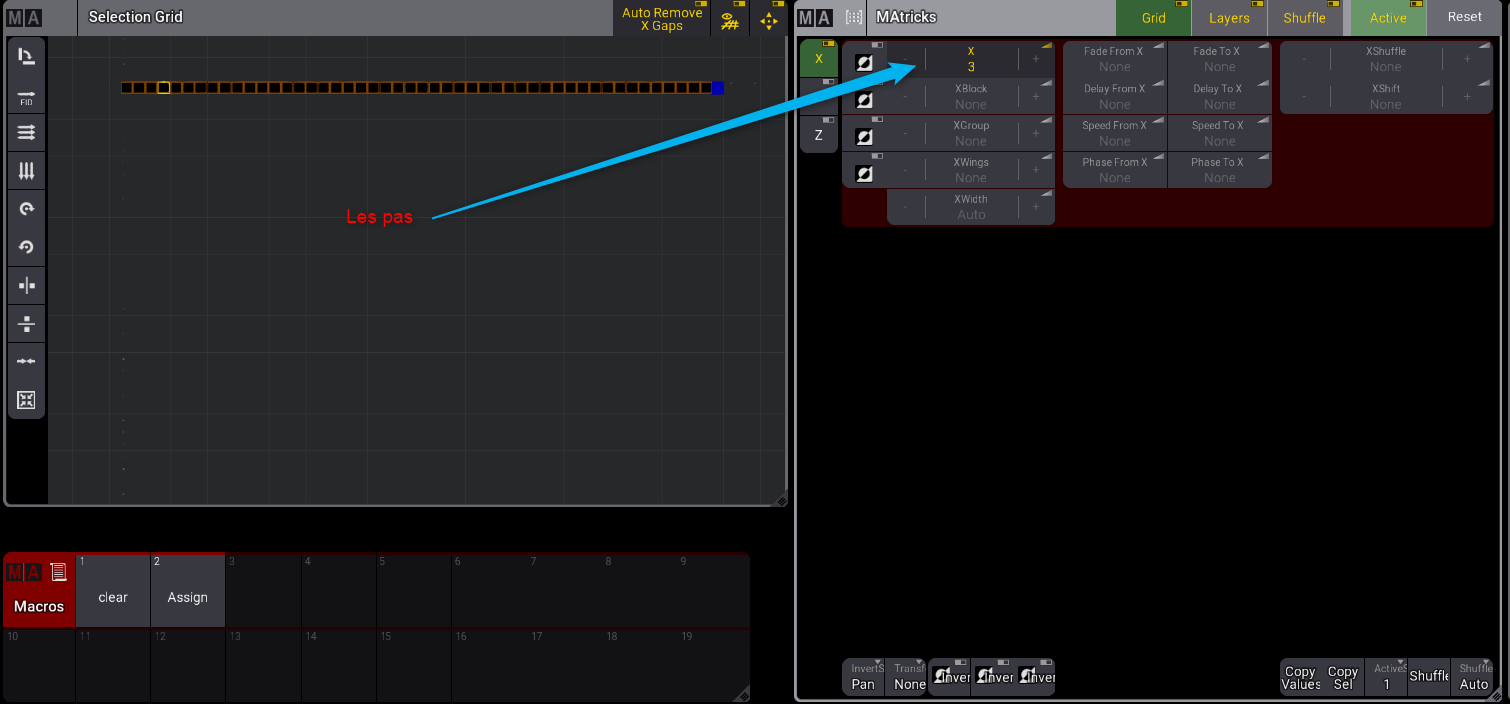 MA
Selection Grid
Auto Remove
X Gaps
MA
MAtricks
Grid
Layers
Shuffle
Active
Reset
FID
X
Z
-
X
3
+
-
XBlock
None
+
-
XGroup
None
+
-
XWings
None
+
-
XWidth
Auto
+
Fade From X
None
Fade To X
None
Delay From X
None
Delay To X
None
Speed From X
None
Speed To X
None
Phase From X
None
Phase To X
None
-
XShuffle
None
+
-
XShift
None
+
Les pas
MA
Macros
1
clear
2
Assign
3
4
5
6
7
8
9
10
11
12
13
14
15
16
17
18
19
InvertS
Pan
Transf
None
Inver
Inver
Inver
Copy
Values
Copy
Sel
ActiveS
1
Shuffle
Shuffle
Auto